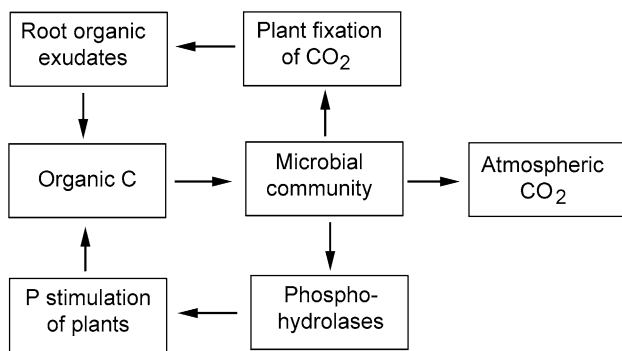 Root organic
exudates
Plant fixation
of CO2
Organic C
Microbial
community
Atmospheric
CO2
P stimulation
of plants
Phospho-
hydrolases